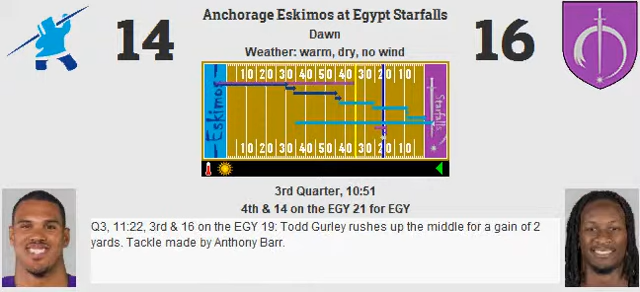 Anchorage Eskimos at Egypt Starfalls
14
Dawn
16
Weather: warm, dry, no wind
10 20 30 40 50 40 30 20 10
Eskimos
Starfalls
10 20 30 40 50 40 30 20 10
3rd Quarter, 10:51
4th & 14 on the EGY 21 for EGY
Q3, 11:22, 3rd & 16 on the EGY 19: Todd Gurley rushes up the middle for a gain of 2
yards. Tackle made by Anthony Barr.